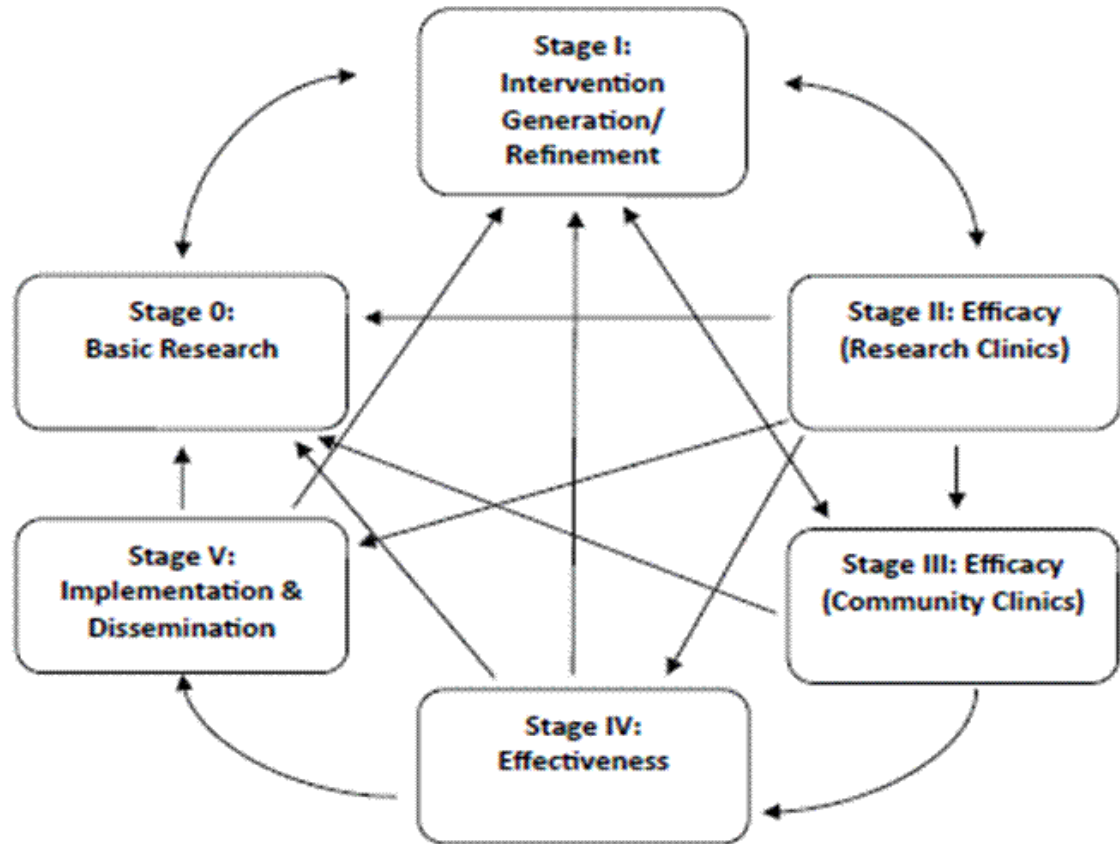 Stage I:
Intervention
Generation/
Refinement
Stage 0:
Basic Research
Stage II: Efficacy
(Research Clinics)
Stage V:
Implementation &
Dissemination
Stage III: Efficacy
(Community Clinics)
Stage IV:
Effectiveness